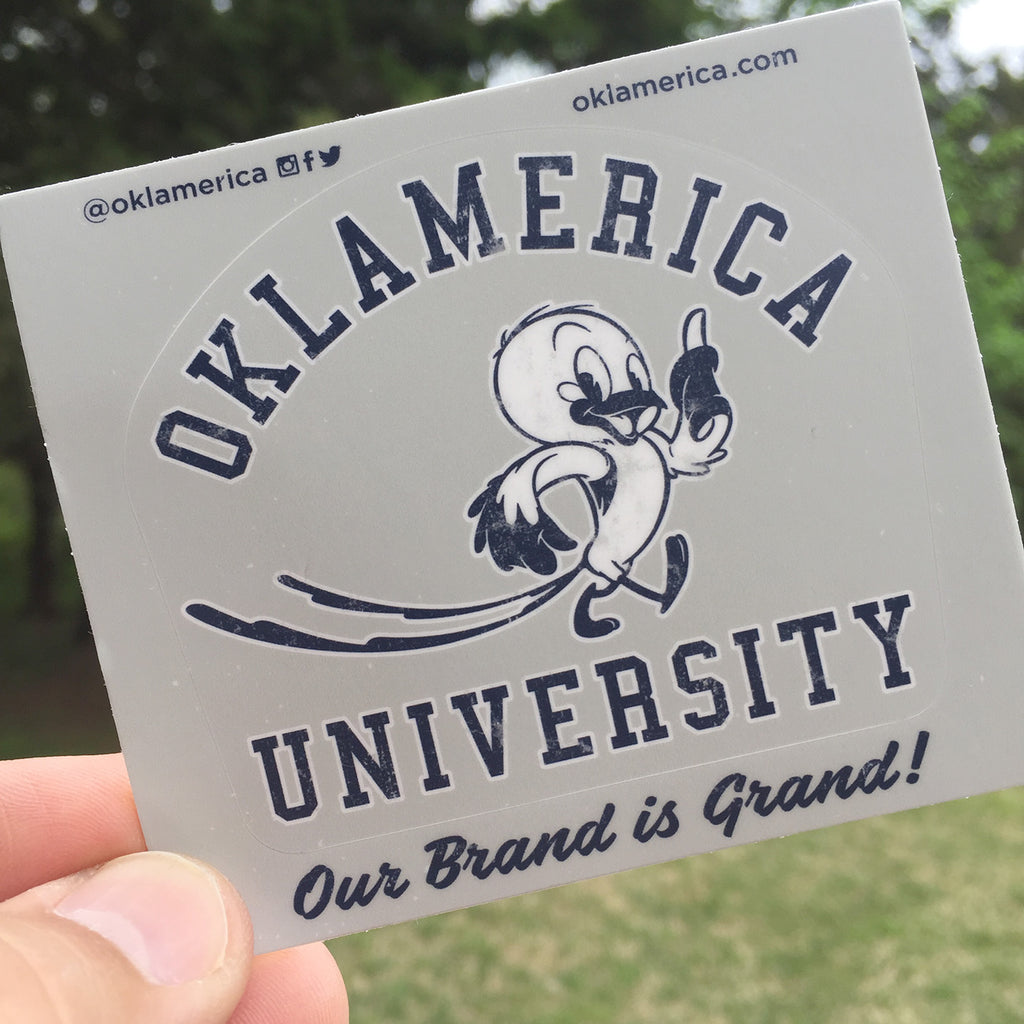 @oklamerica
oklamerica.com
OKLAMERICA
UNIVERSITY
Our Brand is Grand!